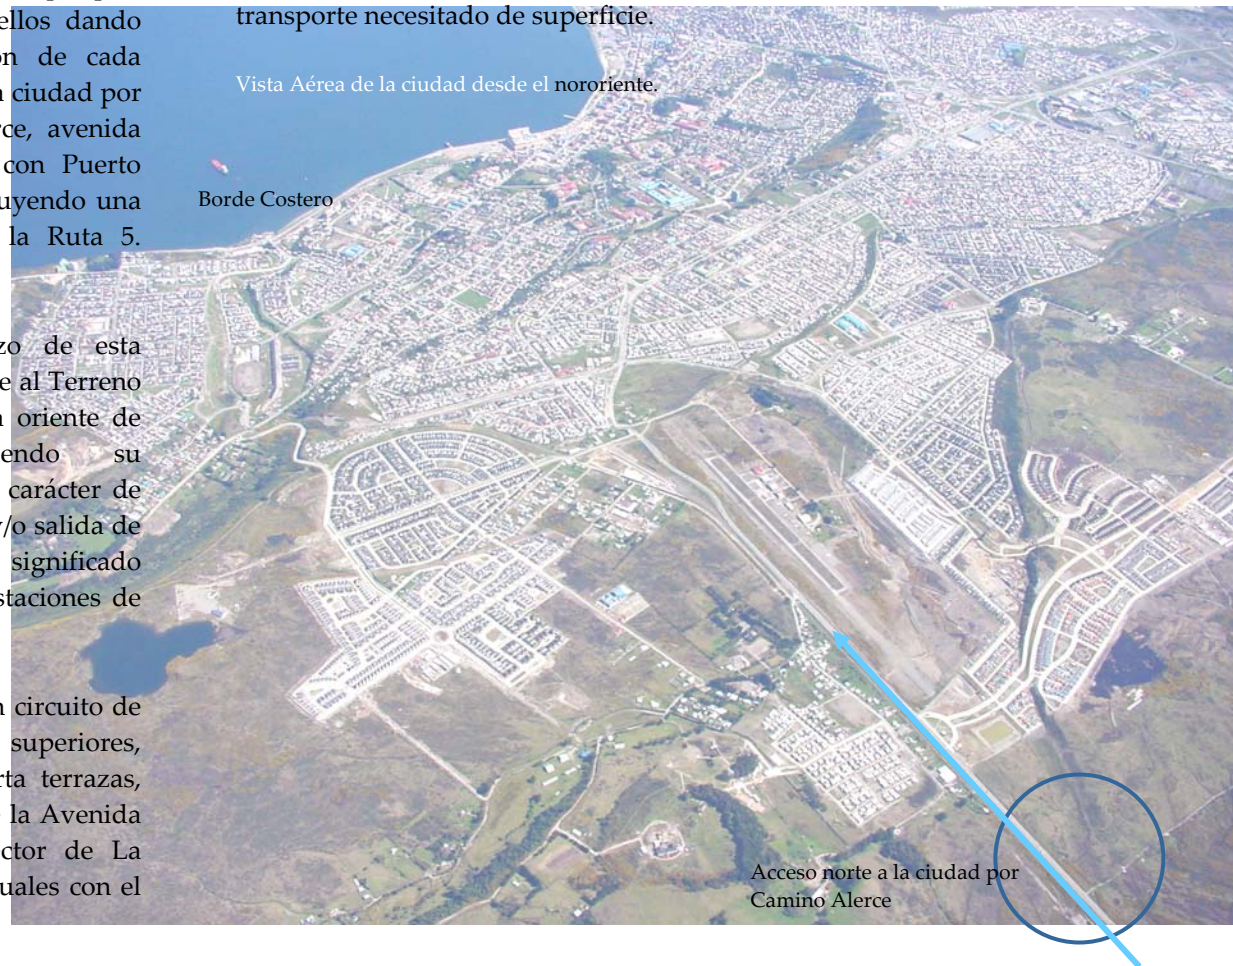 ellos dando
ón de cada
ciudad por
rce, avenida
con Puerto
uyendo una
la Ruta 5.
zo de esta
e al Terreno
oriente de
endo su
carácter de
y/o salida de
significado
staciones de
circuito de
superiores,
rta terrazas,
la Avenida
ctor de La
uales con el
transporte necesitado de superficie.
Vista Aérea de la ciudad desde el nororiente.
Borde Costero
Acceso norte a la ciudad por
Camino Alerce